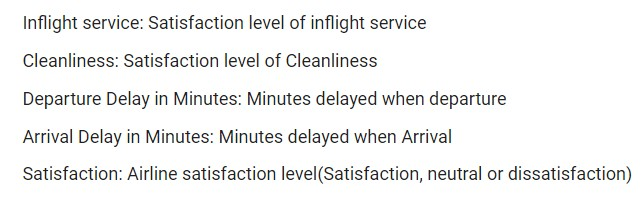 Inflight service: Satisfaction level of inflight service
Cleanliness: Satisfaction level of Cleanliness
Departure Delay in Minutes: Minutes delayed when departure
Arrival Delay in Minutes: Minutes delayed when Arrival
Satisfaction: Airline satisfaction level(Satisfaction, neutral or dissatisfaction)